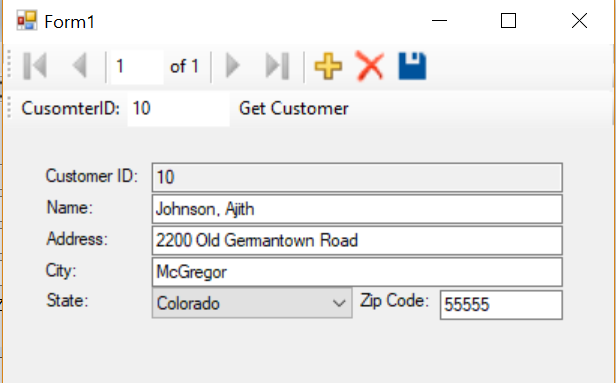 Form1
1 of 1
CusomterID: 10 Get Customer
Customer ID: 10
Name: Johnson, Ajith
Address: 2200 Old Germantown Road
City: McGregor
State: Colorado Zip Code: 55555